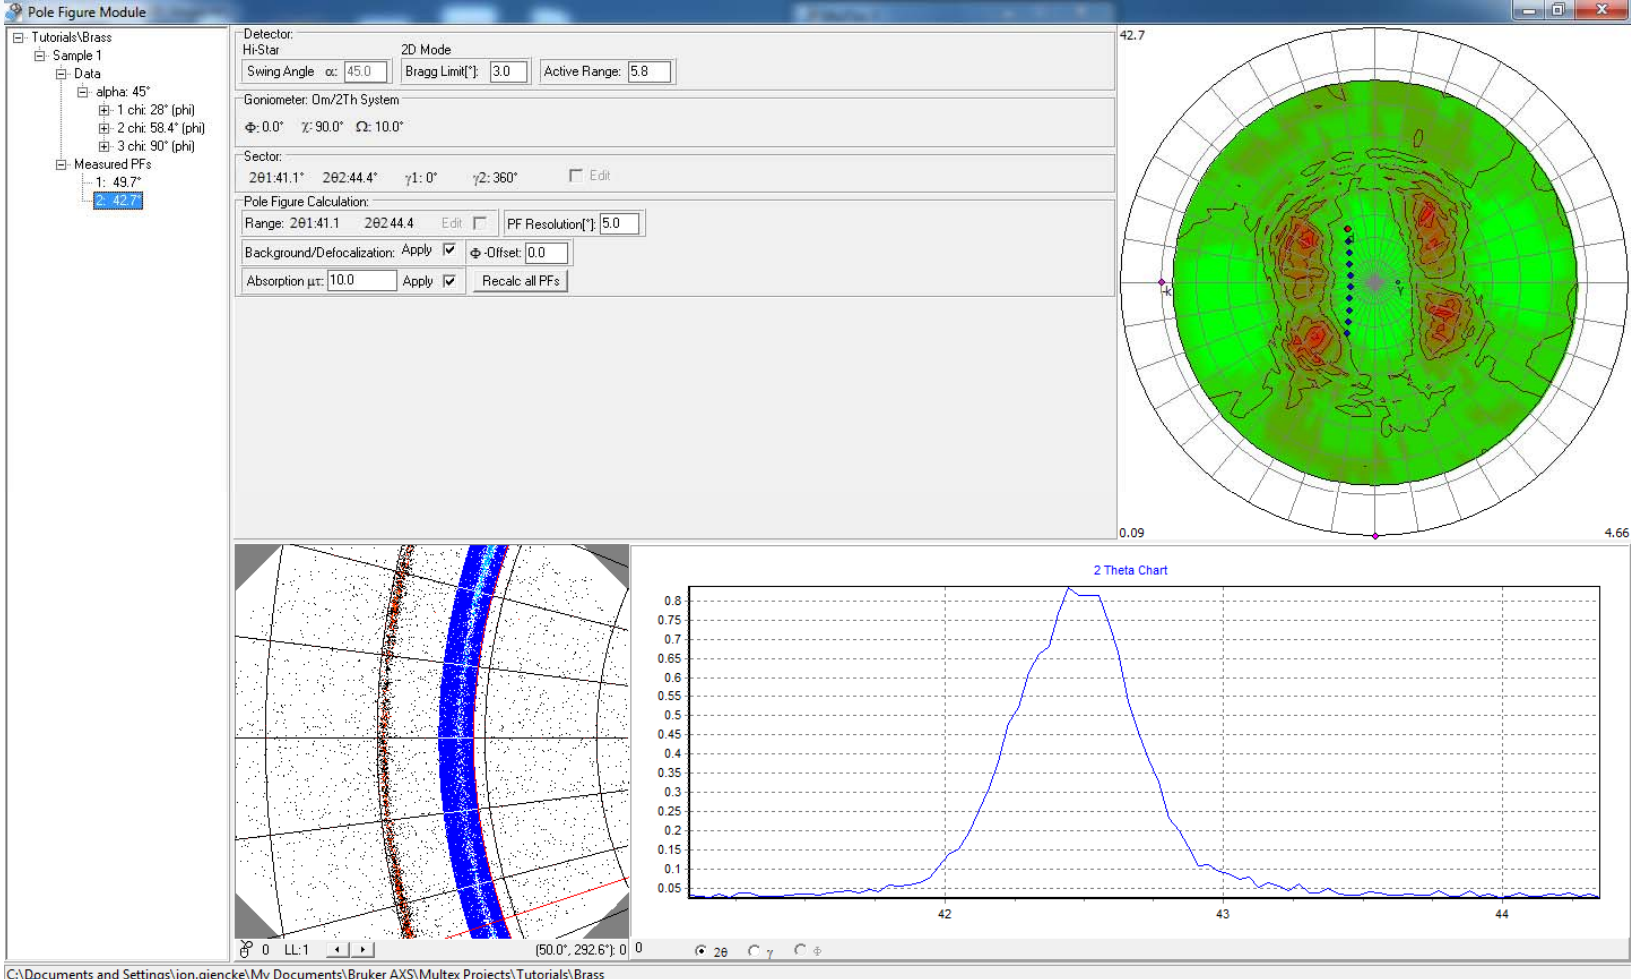 Pole Figure Module
Tutorials\Brass
Sample 1
Data
alpha: 45°
1 chi: 28° (phi)
2 chi: 58.4° (phi)
3 chi: 90° (phi)
Measured PFs
1: 49.7°
2: 42.7°
Detector:
Hi-Star 2D Mode
Swing Angle α: 45.0 Bragg Limit[°]: 3.0 Active Range: 5.8
Goniometer: Om/2Th System
Φ: 0.0° χ: 90.0° Ω: 10.0°
Sector:
2θ1:41.1° 2θ2:44.4° γ1: 0° γ2: 360° Edit
Pole Figure Calculation:
Range: 2θ1:41.1 2θ2 44.4 Edit PF Resolution[°]: 5.0
Background/Defocalization: Apply Φ-Offset: 0.0
Absorption μτ: 10.0 Apply Recalc all PFs
42.7
Y
0.09 4.66
2 Theta Chart
0.8
0.75
0.7
0.65
0.6
0.55
0.5
0.45
0.4
0.35
0.3
0.25
0.2
0.15
0.1
0.05
42 43 44
0 LL:1 (50.0°, 292.6°): 0 0 2θ γ Φ
C:\Documents and Settings\jon.giencke\My Documents\Bruker AXS\Multex Projects\Tutorials\Brass